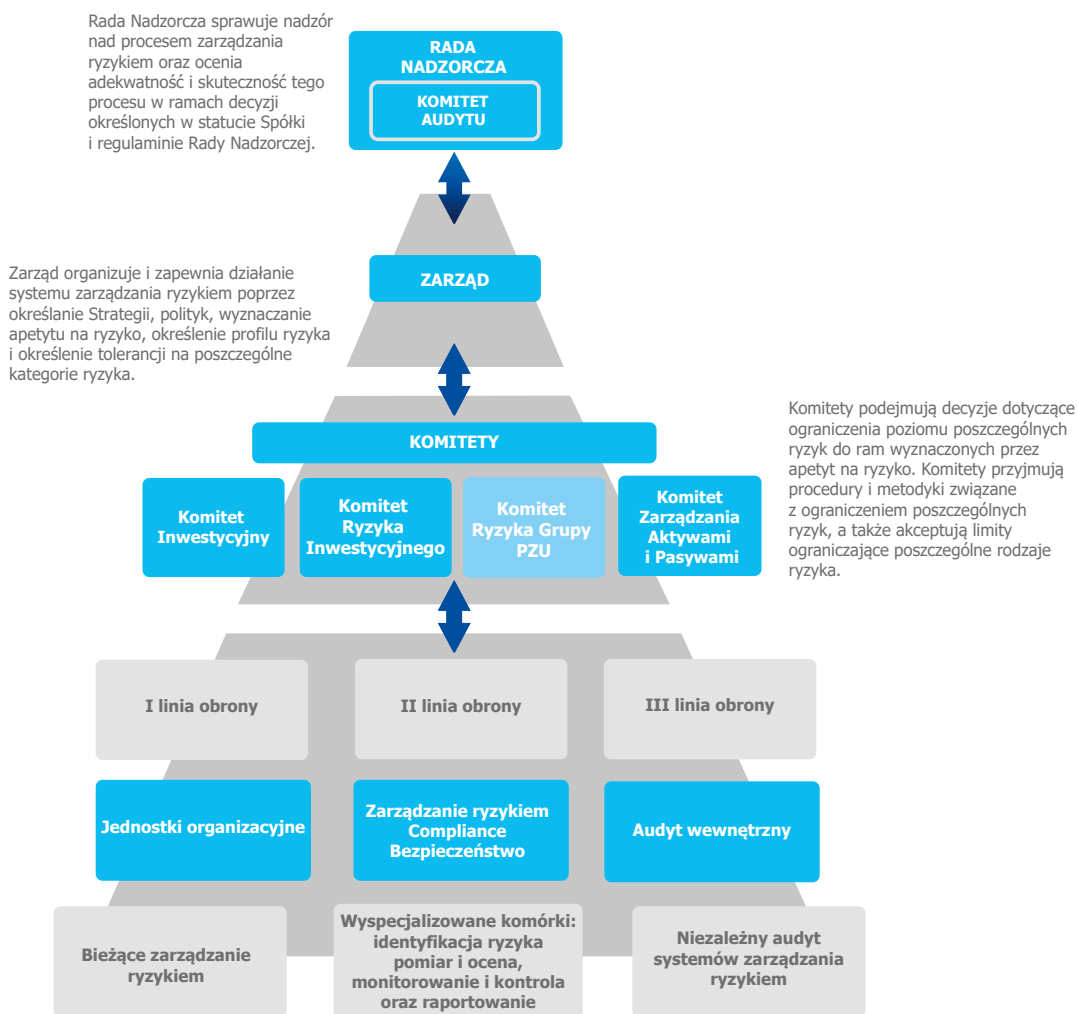 Rada Nadzorcza sprawuje nadzór
nad procesem zarządzania
ryzykiem oraz ocenia
adekwatność i skuteczność tego
procesu w ramach decyzji
określonych w statucie Spółki
i regulaminie Rady Nadzorczej.
RADA
NADZORCZA
KOMITET
AUDYTU
ZARZĄD
Zarząd organizuje i zapewnia działanie
systemu zarządzania ryzykiem poprzez
określanie Strategii, polityk, wyznaczanie
apetytu na ryzyko, określenie profilu ryzyka
i określenie tolerancji na poszczególne
kategorie ryzyka.
KOMITETY
Komitet
Inwestycyjny
Komitet
Ryzyka
Inwestycyjnego
Komitet
Ryzyka Grupy
PZU
Komitet
Zarządzania
Aktywami
i Pasywami
Komitety podejmują decyzje dotyczące
ograniczenia poziomu poszczególnych
ryzyk do ram wyznaczonych przez
apetyt na ryzyko. Komitety przyjmują
procedury i metodyki związane
z ograniczeniem poszczególnych
ryzyk, a także akceptują limity
ograniczające poszczególne rodzaje
ryzyka.
I linia obrony
II linia obrony
III linia obrony
Jednostki organizacyjne
Zarządzanie ryzykiem
Compliance
Bezpieczeństwo
Audyt wewnętrzny
Bieżące zarządzanie
ryzykiem
Wyspecjalizowane komórki:
identyfikacja ryzyka
pomiar i ocena,
monitorowanie i kontrola
oraz raportowanie
Niezależny audyt
systemów zarządzania
ryzykiem